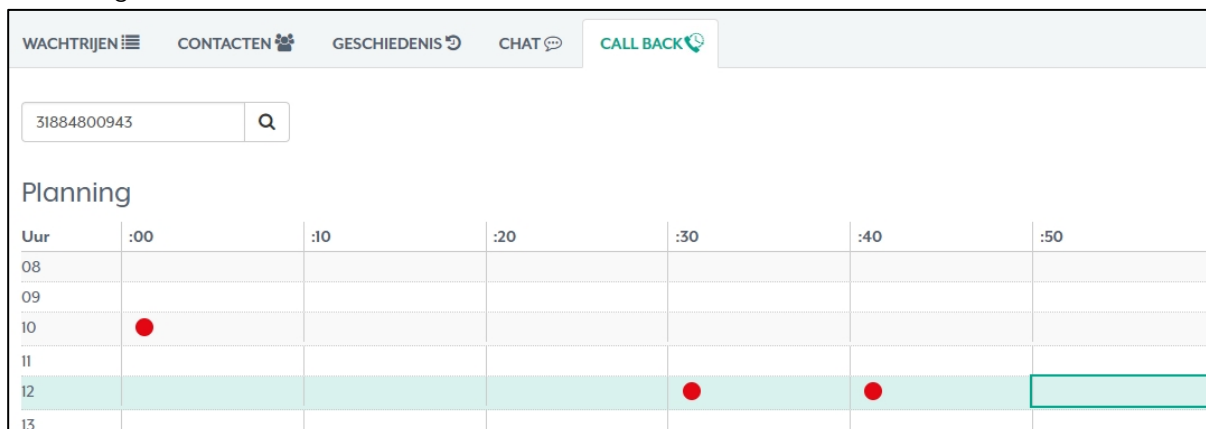 WACHTRIJEN CONTACTEN GESCHIEDENIS CHAT CALL BACK
31884800943
Planning
Uur :00 :10 :20 :30 :40 :50
08
09
10
11
12
13